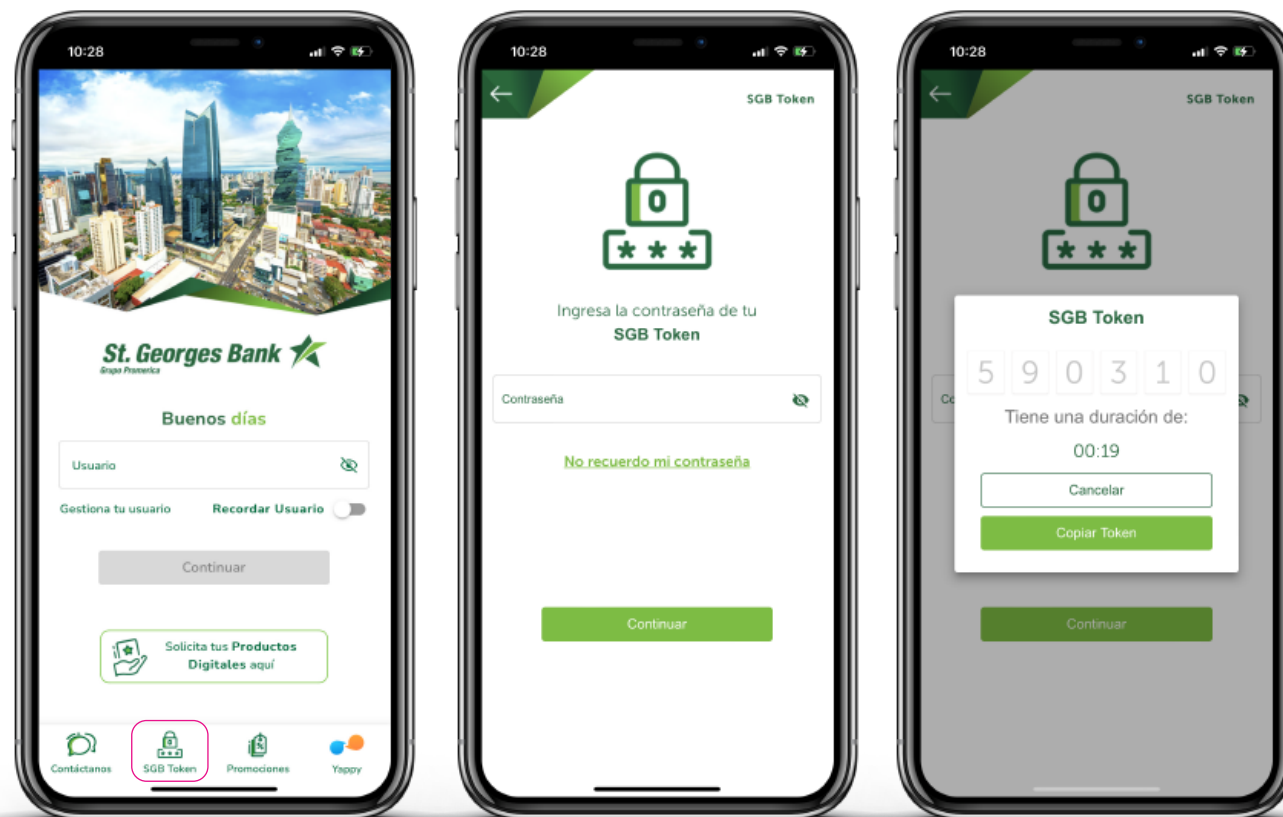 10:28
St. Georges Bank
Grupo Promerica
Buenos días
Usuario
Gestiona tu usuario
Recordar Usuario
Continuar
Solicita tus Productos
Digitales aquí
Contáctanos
0
***
SGB Token
%
Promociones
Yappy
10:28
SGB Token
0
***
Ingresa la contraseña de tu
SGB Token
Contraseña
No recuerdo mi contraseña
Continuar
10:28
SGB Token
0
***
SGB Token
5 9 0 3 1 0
Co
Tiene una duración de:
00:19
Cancelar
Copiar Token
Continuar